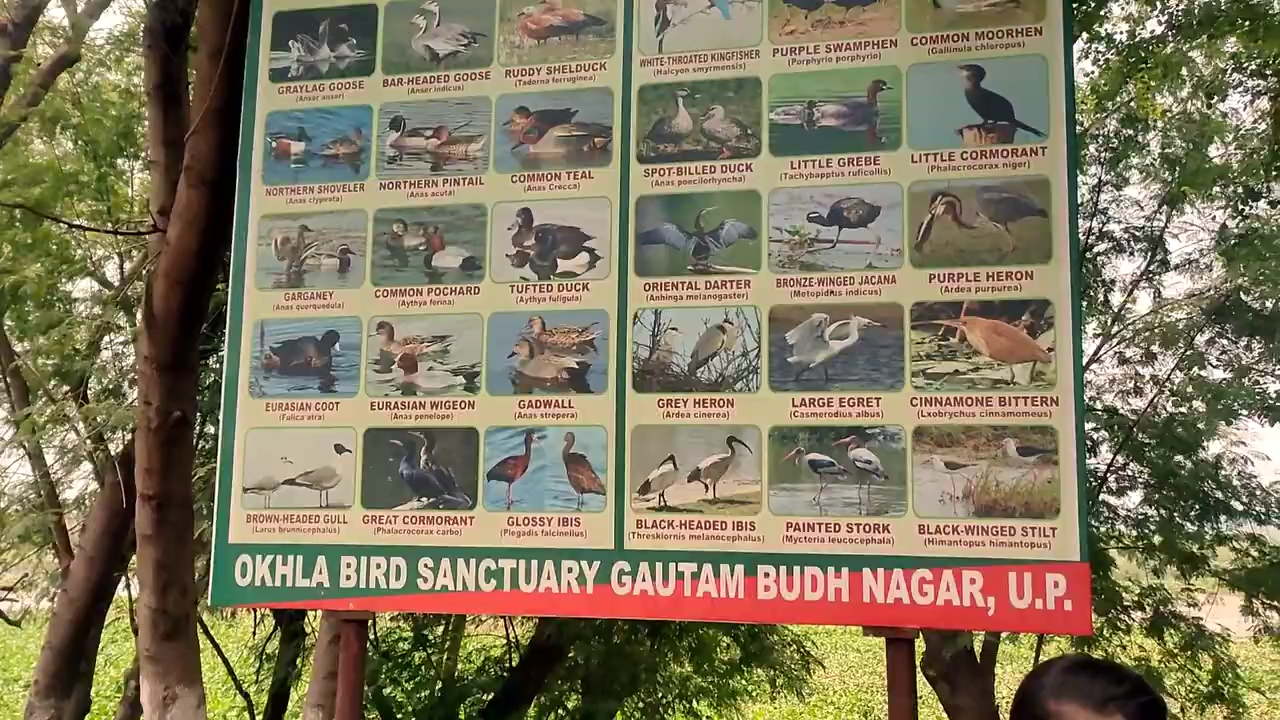 GRAYLAG GOOSE
(Anser anser)
BAR-HEADED GOOSE
(Anser indicus)
RUDDY SHELDUCK
(Tadorna ferruginea)
WHITE-THROATED KINGFISHER
(Halcyon smyrnensis)
PURPLE SWAMPHEN
(Porphyrio porphyrio)
COMMON MOORHEN
(Gallinula chloropus)
NORTHERN SHOVELER
(Anas clypeata)
NORTHERN PINTAIL
(Anas acuta)
COMMON TEAL
(Anas Crecca)
SPOT-BILLED DUCK
(Anas poecilorhyncha)
LITTLE GREBE
(Tachybaptus ruficollis)
LITTLE CORMORANT
(Phalacrocorax niger)
GARGANEY
(Anas querquedula)
COMMON POCHARD
(Aythya ferina)
TUFTED DUCK
(Aythya fuligula)
ORIENTAL DARTER
(Anhinga melanogaster)
BRONZE-WINGED JACANA
(Metopidius indicus)
PURPLE HERON
(Ardea purpurea)
EURASIAN COOT
(Fulica atra)
EURASIAN WIGEON
(Anas penelope)
GADWALL
(Anas strepera)
GREY HERON
(Ardea cinerea)
LARGE EGRET
(Casmerodius albus)
CINNAMONE BITTERN
(Lxobrychus cinnamomeus)
BROWN-HEADED GULL
(Larus brunnicephalus)
GREAT CORMORANT
(Phalacrocorax carbo)
GLOSSY IBIS
(Plegadis falcinellus)
BLACK-HEADED IBIS
(Threskiornis melanocephalus)
PAINTED STORK
(Mycteria leucocephala)
BLACK-WINGED STILT
(Himantopus himantopus)
OKHLA BIRD SANCTUARY GAUTAM BUDH NAGAR, U.P.